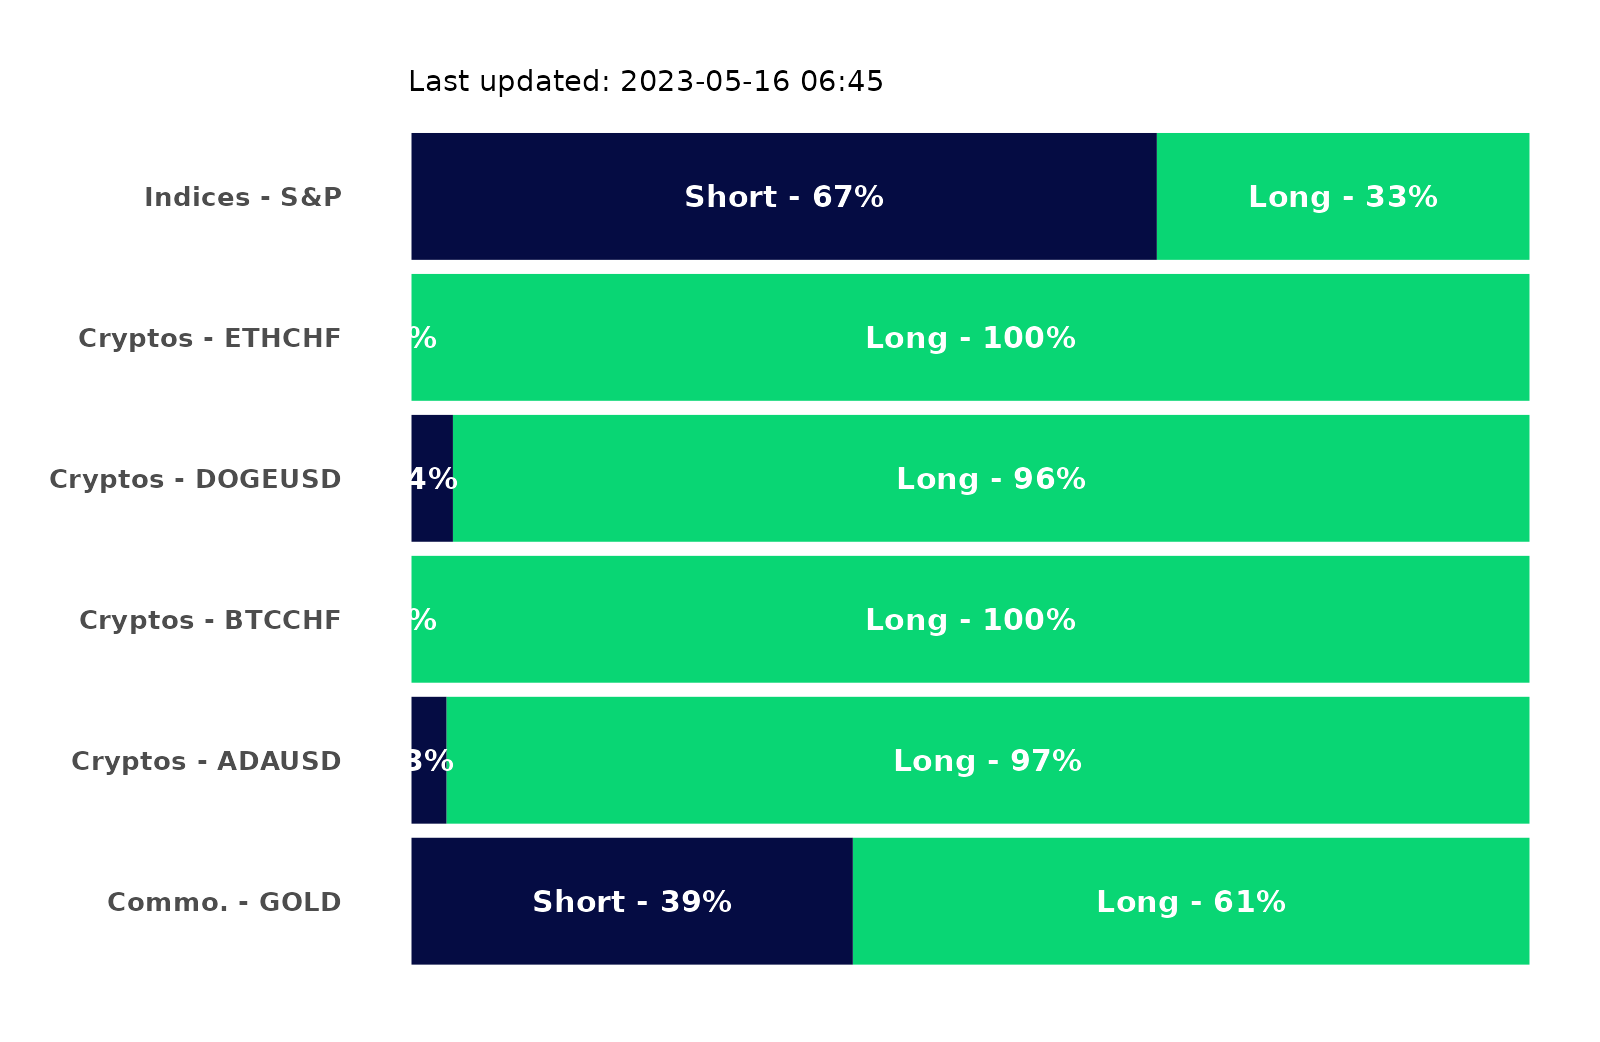 Last updated: 2023-05-16 06:45
Indices - S&P Short - 67% Long - 33%
Cryptos - ETHCHF % Long - 100%
Cryptos - DOGEUSD 4% Long - 96%
Cryptos - BTCCHF % Long - 100%
Cryptos - ADAUSD 3% Long - 97%
Commo. - GOLD Short - 39% Long - 61%